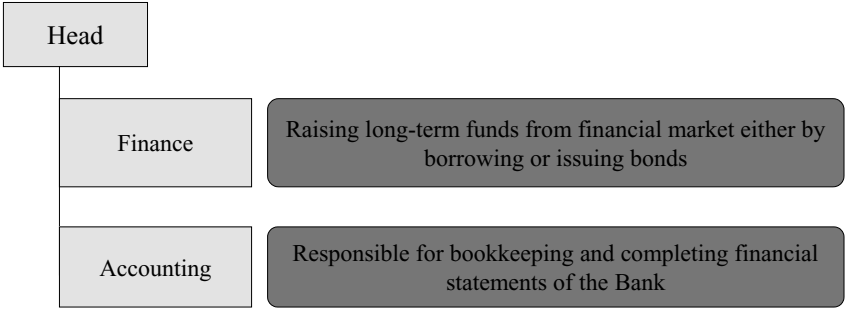 Head
Finance
Raising long-term funds from financial market either by
borrowing or issuing bonds
Accounting
Responsible for bookkeeping and completing financial
statements of the Bank